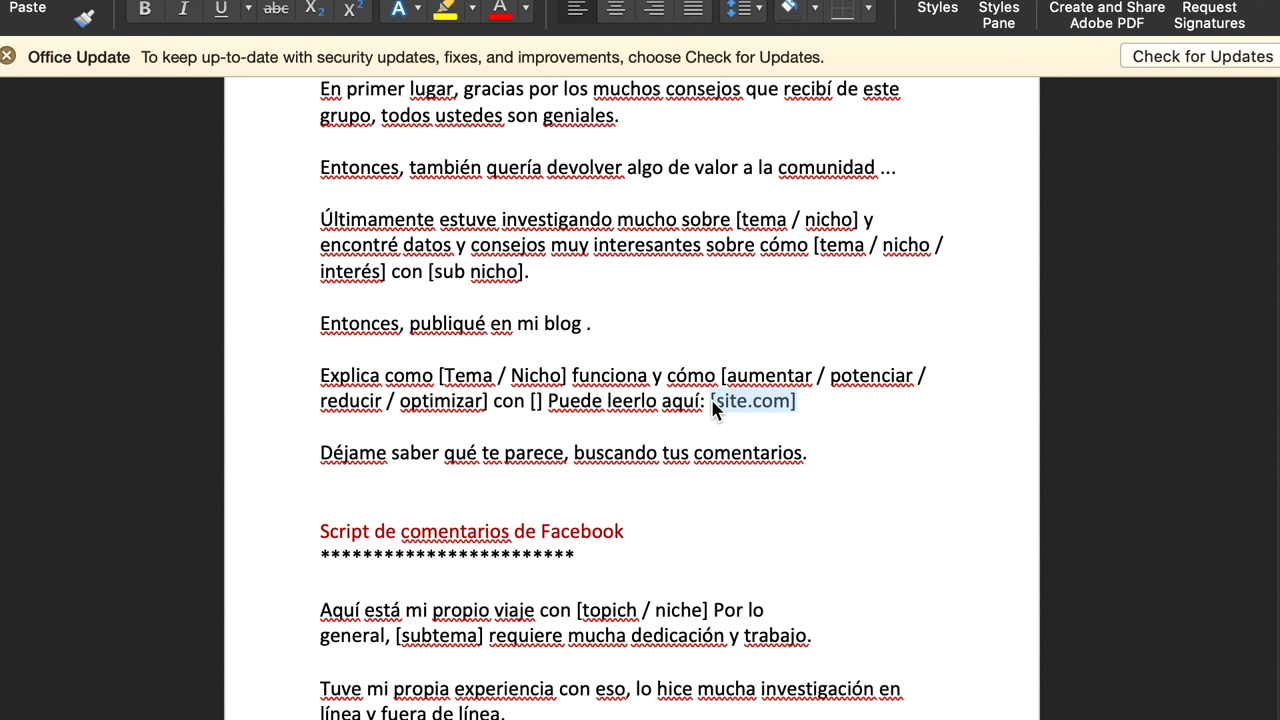 Paste
B I U abc X₂ X² A A
Styles Styles Pane Create and Share Adobe PDF Request Signatures
Office Update To keep up-to-date with security updates, fixes, and improvements, choose Check for Updates. Check for Updates
En primer lugar, gracias por los muchos consejos que recibí de este
grupo, todos ustedes son geniales.
Entonces, también quería devolver algo de valor a la comunidad ...
Últimamente estuve investigando mucho sobre [tema / nicho] y
encontré datos y consejos muy interesantes sobre cómo [tema / nicho /
interés] con [sub nicho].
Entonces, publiqué en mi blog .
Explica como [Tema / Nicho] funciona y cómo [aumentar / potenciar /
reducir / optimizar] con [] Puede leerlo aquí: [site.com]
Déjame saber qué te parece, buscando tus comentarios.
Script de comentarios de Facebook
************************
Aquí está mi propio viaje con [topich / niche] Por lo
general, [subtema] requiere mucha dedicación y trabajo.
Tuve mi propia experiencia con eso, lo hice mucha investigación en
línea y fuera de línea.